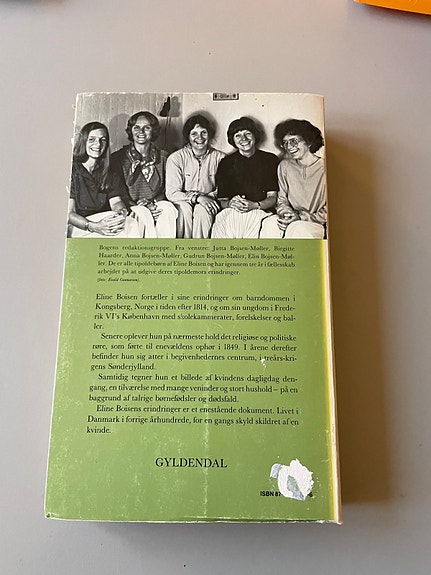 Bogens redaktionsgruppe. Fra venstre: Jutta Bojsen-Møller, Birgitte
Haarder, Anna Bojsen-Møller, Gudrun Bojsen-Møller, Elin Bojsen-Møl-
ler. De er alle tipoldebørn af Eline Boisen og har igennem tre år i fællesskab
arbejdet på at udgive deres tipoldemors erindringer.
(foto:
Eline Boisen fortæller i sine erindringer om barndommen i
Kongsberg, Norge i tiden efter 1814, og om sin ungdom i Frede-
rik VI's København med skolekammerater, forelskelser og bal-
ler.
Senere oplever hun på nærmeste hold det religiøse og politiske
røre, som førte til enevældens ophør i 1849. I årene derefter
befinder hun sig atter i begivenhedernes centrum, i treårs-kri-
gens Sønderjylland.
Samtidig tegner hun et billede af kvindens dagligdag den-
gang, en tilværelse med mange veninder og stort hushold – på en
baggrund af talrige børnefødsler og dødsfald.
Eline Boisens erindringer er et enestående dokument. Livet i
Danmark i forrige århundrede, for en gangs skyld skildret af en
kvinde.
GYLDENDAL
ISBN 87